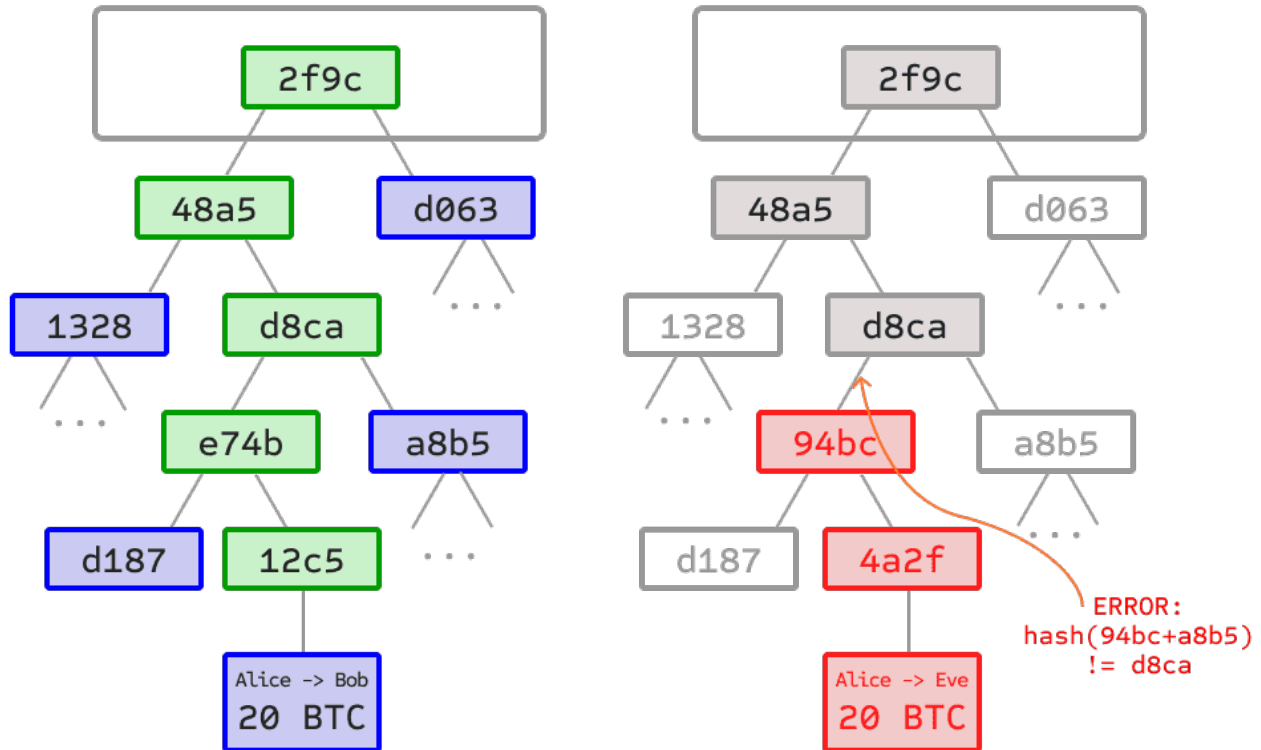 2f9c
48a5
d063
1328
d8ca
...
...
e74b
a8b5
d187
12c5
...
Alice -> Bob
20 BTC
2f9c
48a5
d063
1328
d8ca
...
...
94bc
a8b5
d187
4a2f
...
ERROR:
hash(94bc+a8b5)
!= d8ca
Alice -> Eve
20 BTC